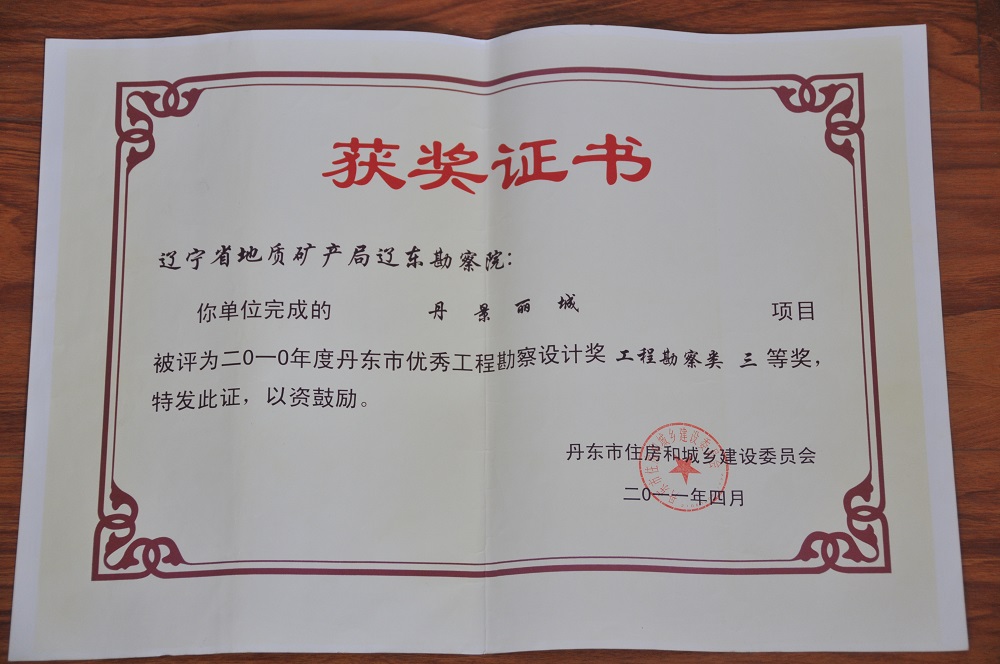 获奖证书
辽宁省地质矿产局辽东勘察院：
你单位完成的 丹景丽城 项目
被评为二0一0年度丹东市优秀工程勘察设计奖 工程勘察类 三 等奖，
特发此证，以资鼓励。
丹东市住房和城乡建设委员会
二0一一年四月